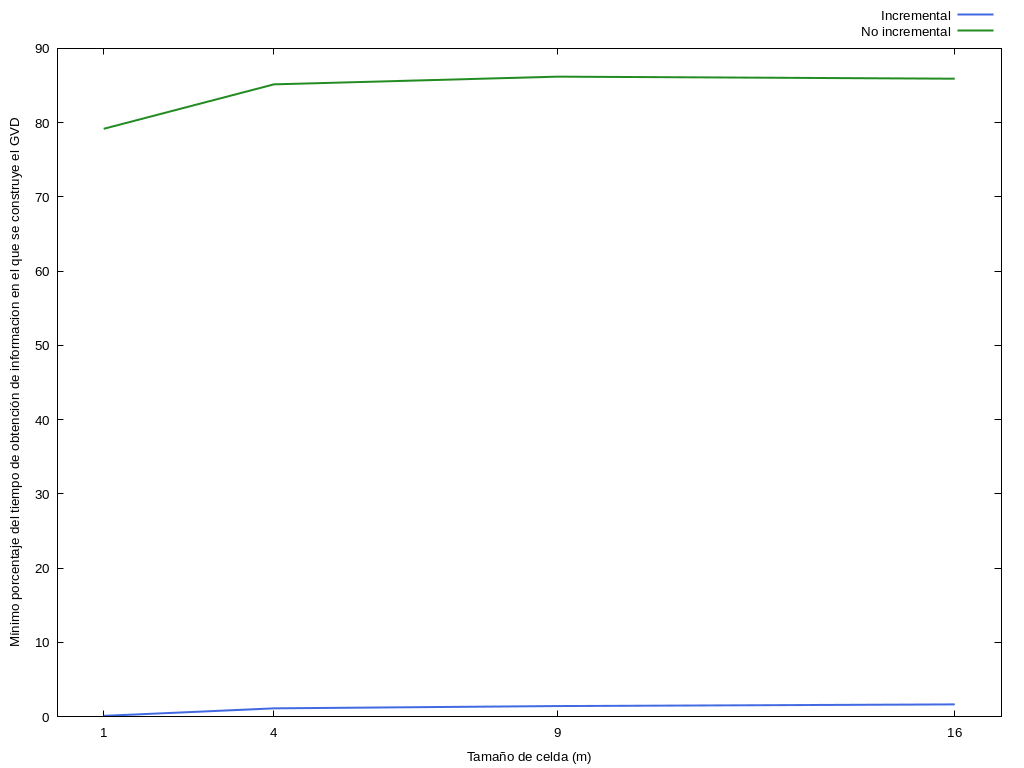 Incremental
No incremental
90
80
70
60
50
40
30
20
10
0
Mínimo porcentaje del tiempo de obtención de informacion en el que se construye el GVD
1 4 9 16
Tamaño de celda (m)